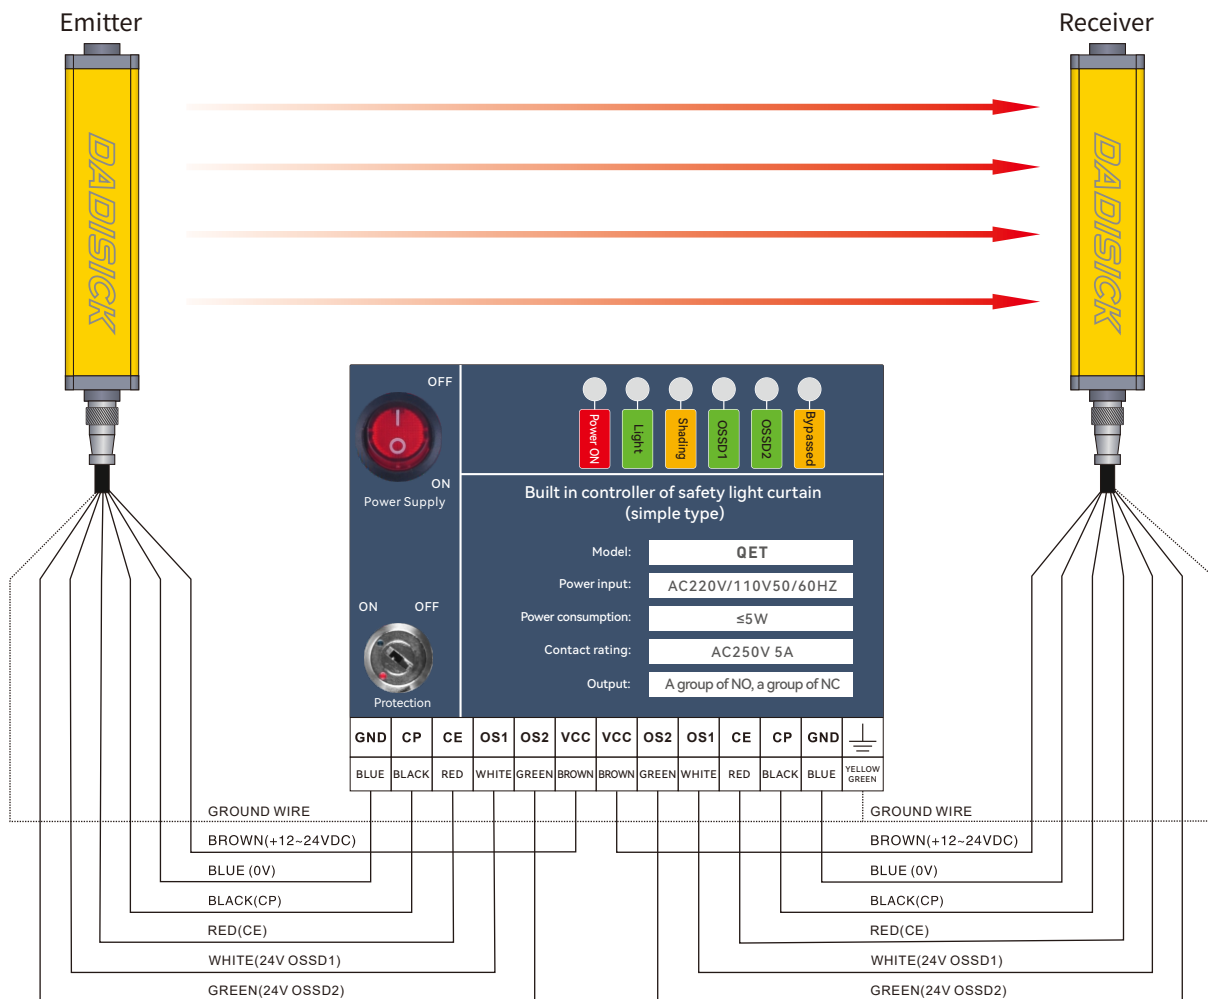 Emitter
Receiver
DADISICK
DADISICK
OFF
ON
Power Supply
ON OFF
Protection
Power ON
Light
Shading
OSSD1
OSSD2
Bypassed
Built in controller of safety light curtain
(simple type)
Model: QET
Power input: AC220V/110V50/60HZ
Power consumption: ≤5W
Contact rating: AC250V 5A
Output: A group of NO, a group of NC
GND CP CE OS1 OS2 VCC VCC OS2 OS1 CE CP GND
BLUE BLACK RED WHITE GREEN BROWN BROWN GREEN WHITE RED BLACK BLUE YELLOW
GREEN
GROUND WIRE
BROWN(+12~24VDC)
BLUE (0V)
BLACK(CP)
RED(CE)
WHITE(24V OSSD1)
GREEN(24V OSSD2)
GROUND WIRE
BROWN(+12~24VDC)
BLUE (0V)
BLACK(CP)
RED(CE)
WHITE(24V OSSD1)
GREEN(24V OSSD2)